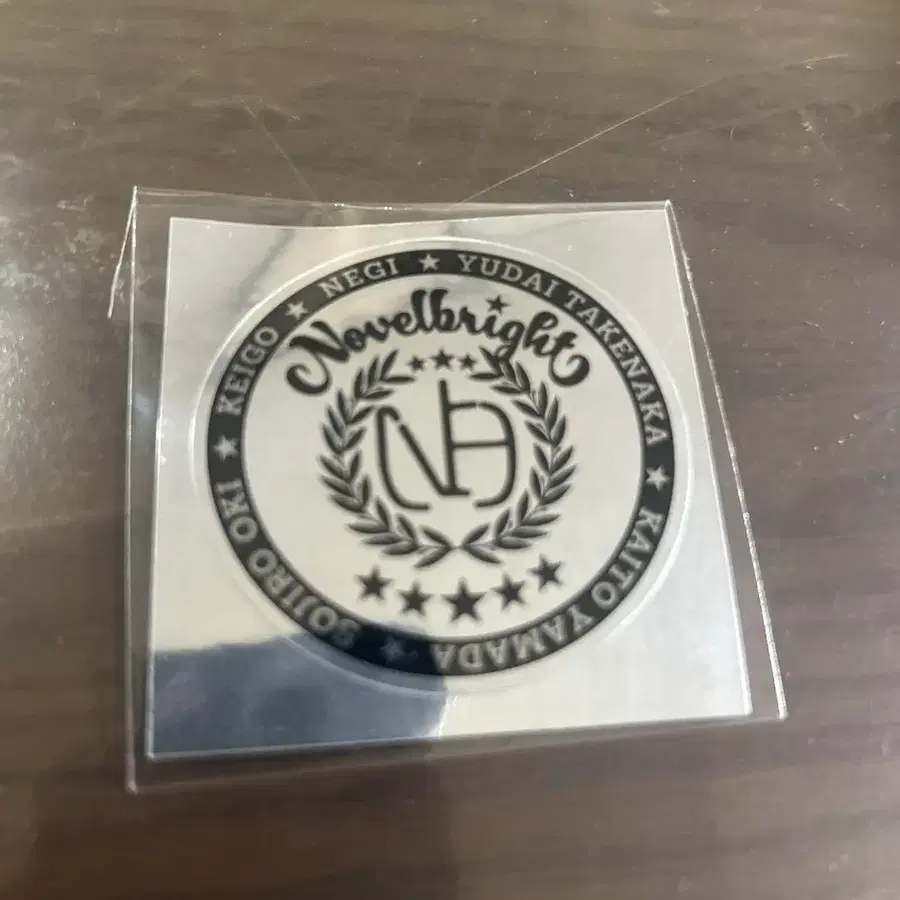 KEIGO ★ NEGI ★ YUDAI TAKENAKA ★ KAITO YAMADA ★ SOJIRO OKI ★
Novelbright
NB